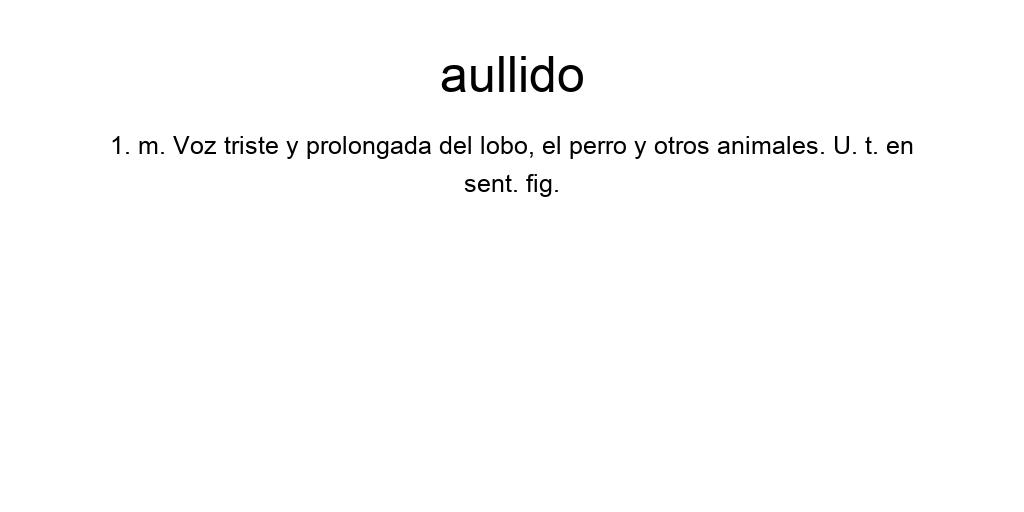 aullido
1. m. Voz triste y prolongada del lobo, el perro y otros animales. U. t. en
sent. fig.